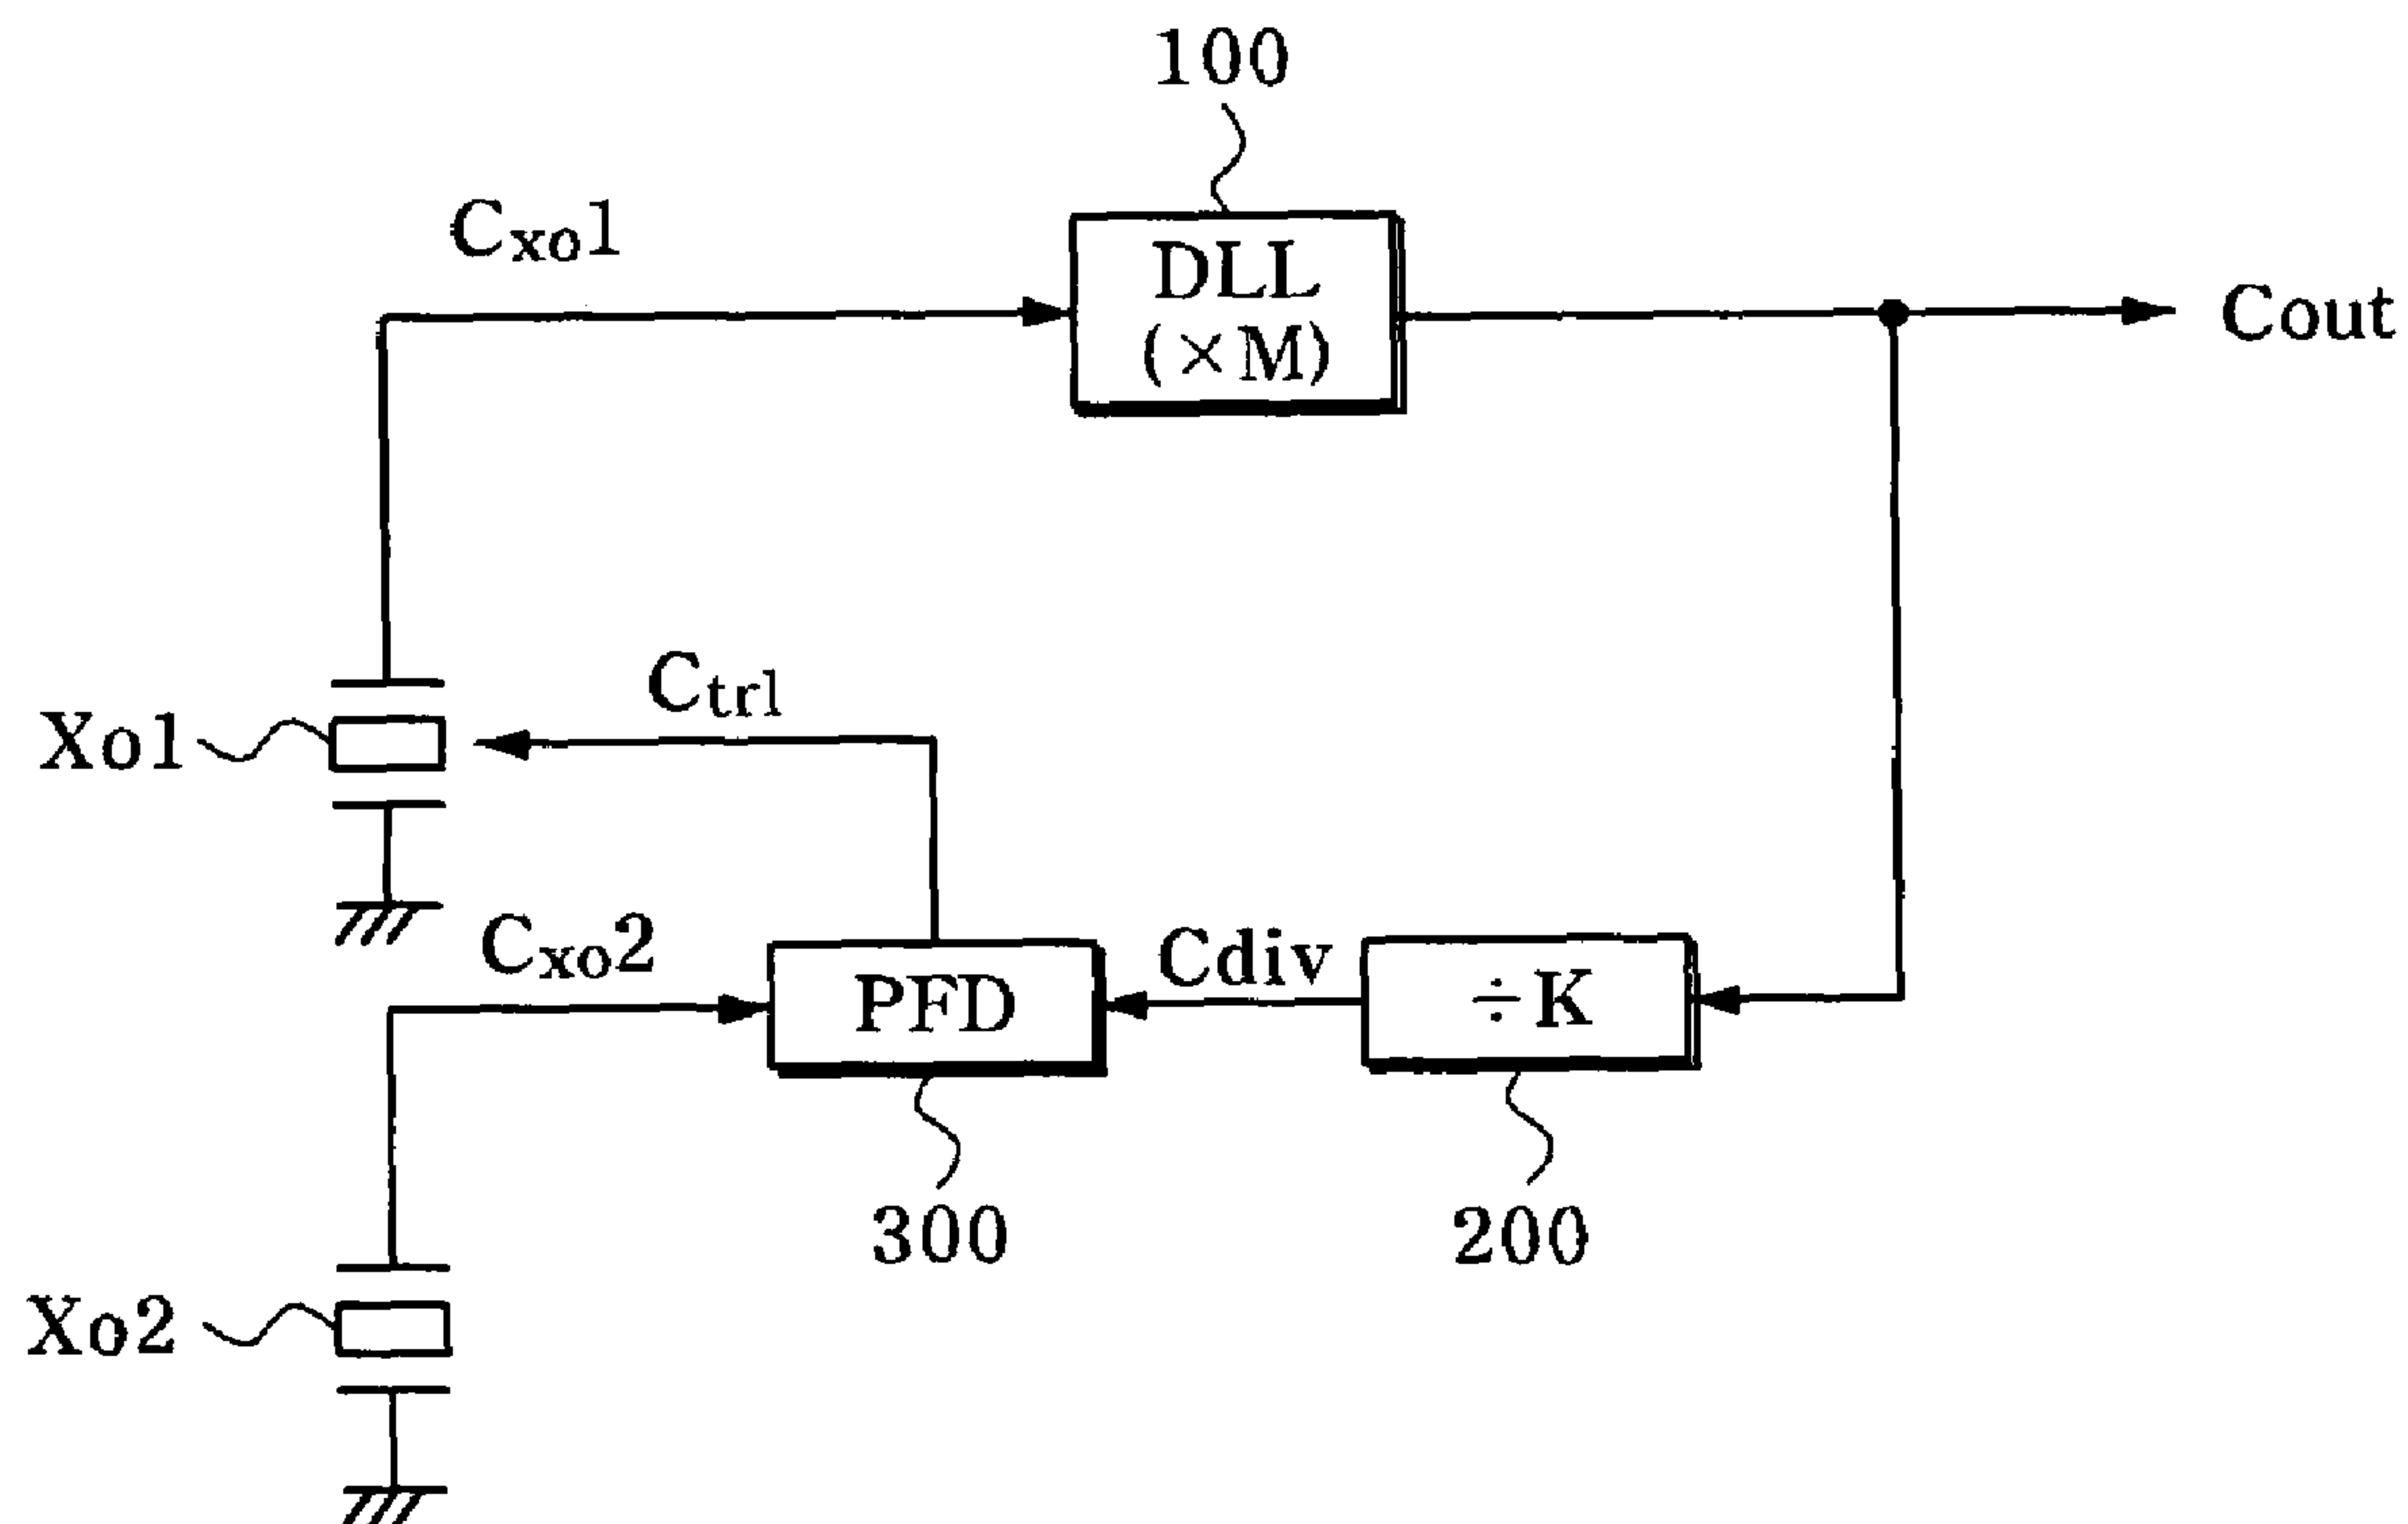 100
Cxo1
DLL
(×M)
Cout
Ctrl
Xo1
Cxo2
PFD
Cdiv
÷K
300
200
Xo2